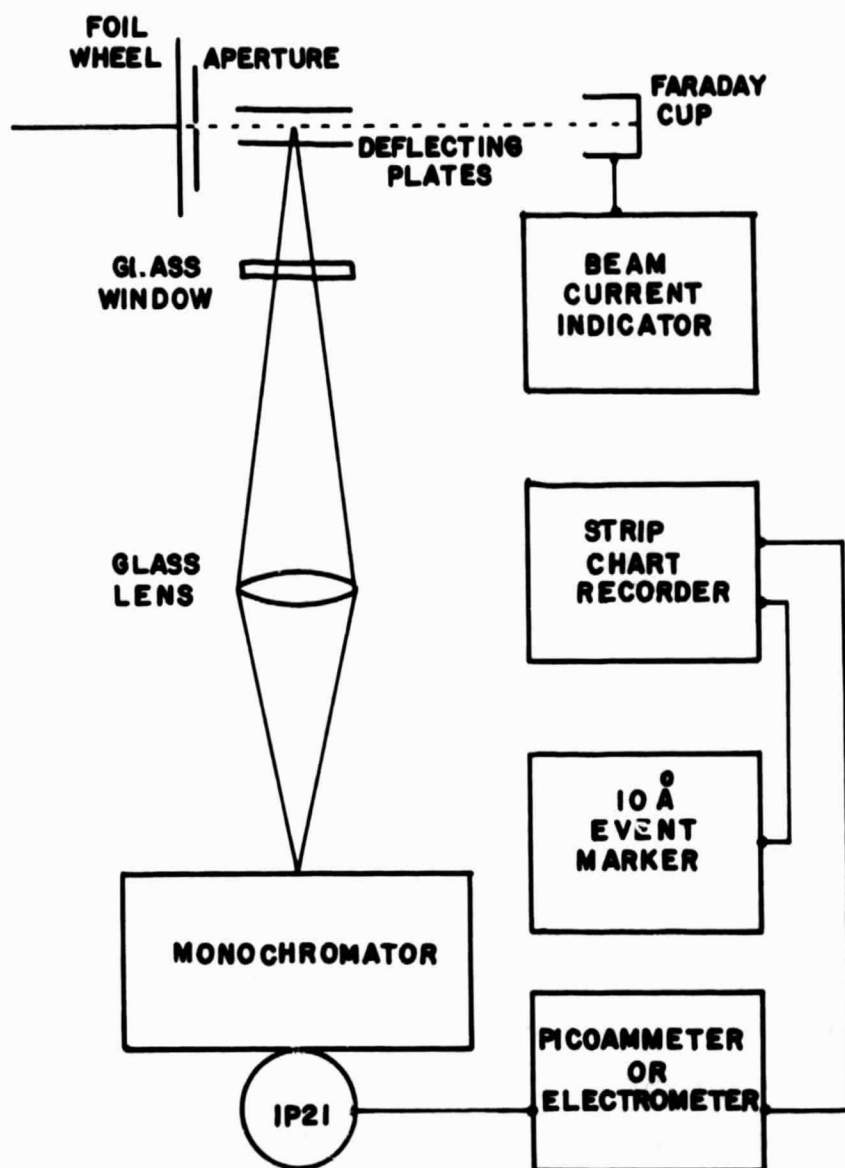 FOIL
WHEEL
APERTURE
FARADAY
CUP
DEFLECTING
PLATES
GLASS
WINDOW
BEAM
CURRENT
INDICATOR
STRIP
CHART
RECORDER
GLASS
LENS
10 Å
EVENT
MARKER
MONOCHROMATOR
PICOAMMETER
OR
ELECTROMETER
1P21